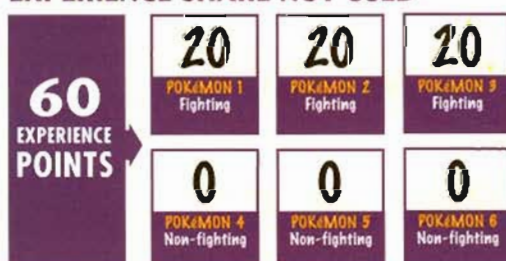 60
EXPERIENCE
POINTS
20
POKéMON 1
Fighting
20
POKéMON 2
Fighting
20
POKéMON 3
Fighting
0
POKéMON 4
Non-fighting
0
POKéMON 5
Non-fighting
0
POKéMON 6
Non-fighting